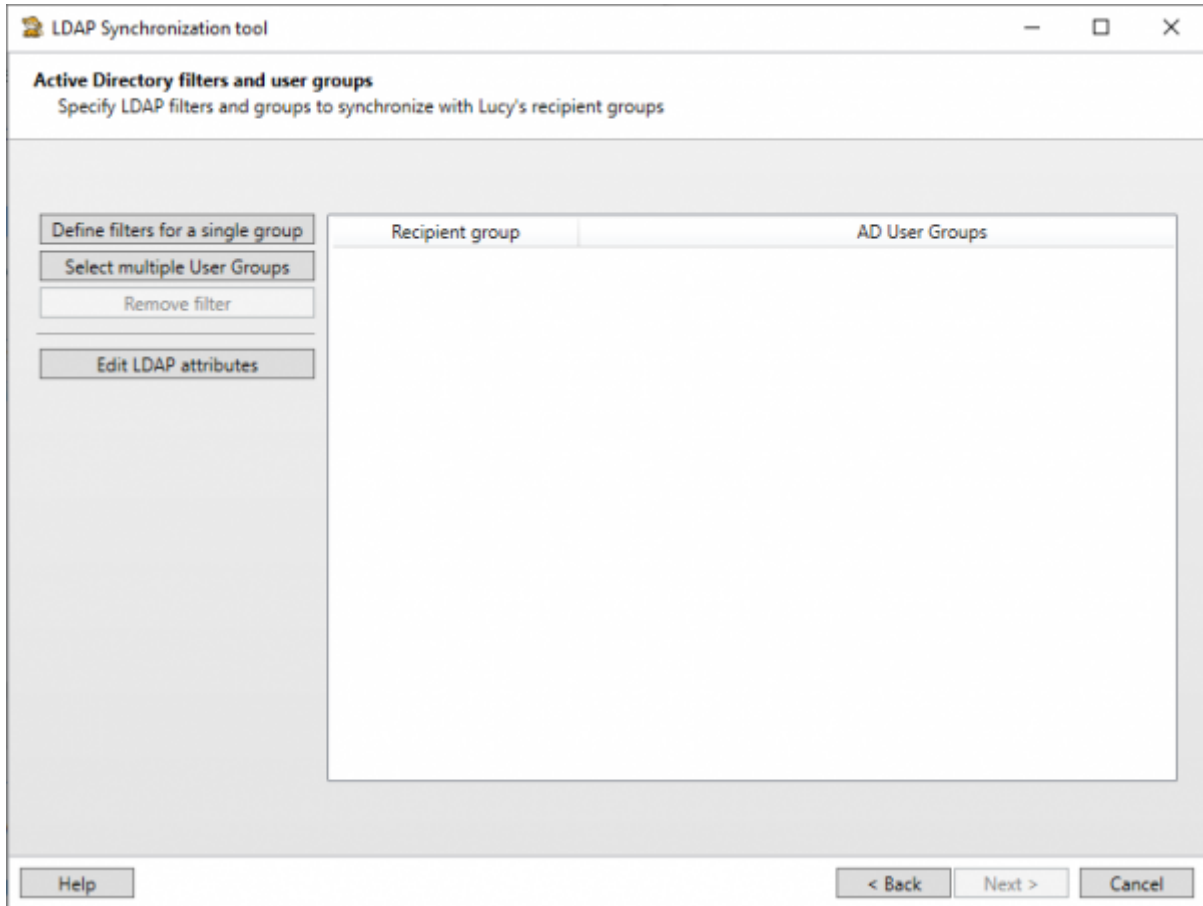 LDAP Synchronization tool
Active Directory filters and user groups
Specify LDAP filters and groups to synchronize with Lucy's recipient groups
Define filters for a single group
Select multiple User Groups
Remove filter
Edit LDAP attributes
Recipient group
AD User Groups
Help
< Back
Next >
Cancel